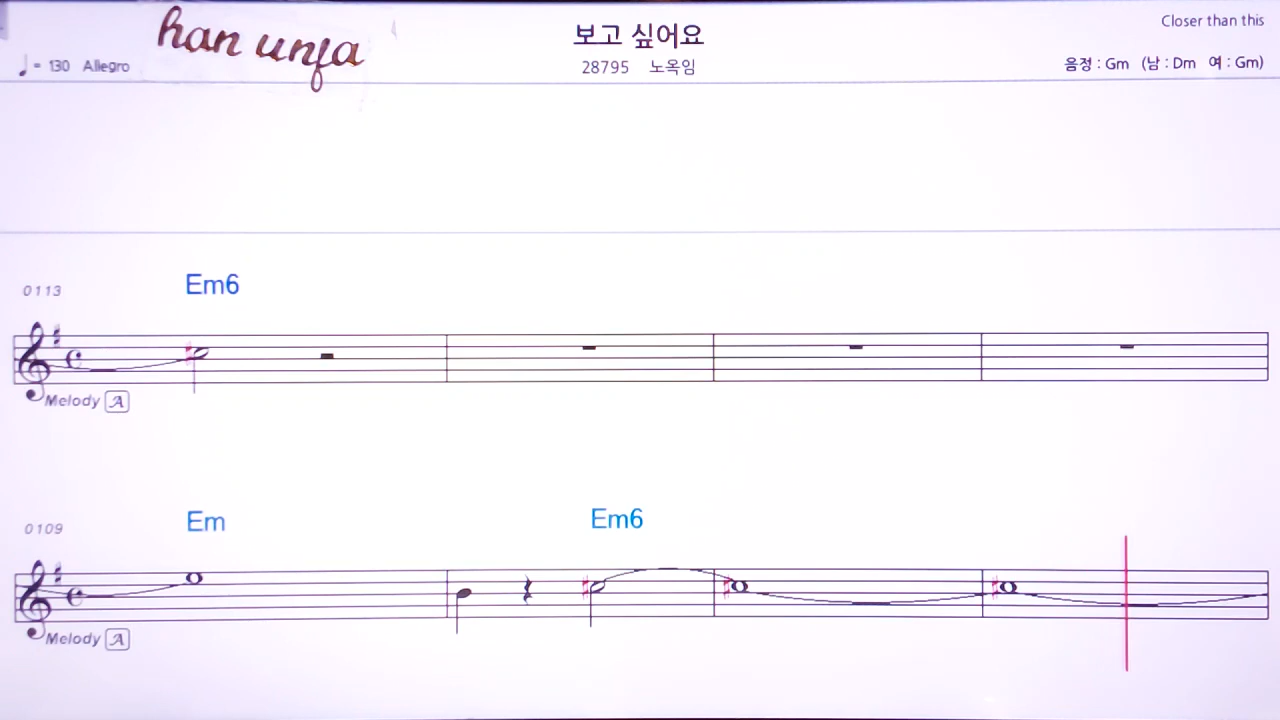 han unfa
보고 싶어요
Closer than this
♩ = 130 Allegro
28795 노옥임
음정 : Gm (남 : Dm 여 : Gm)
0113
Em6
Melody A
0109
Em
Em6
Melody A